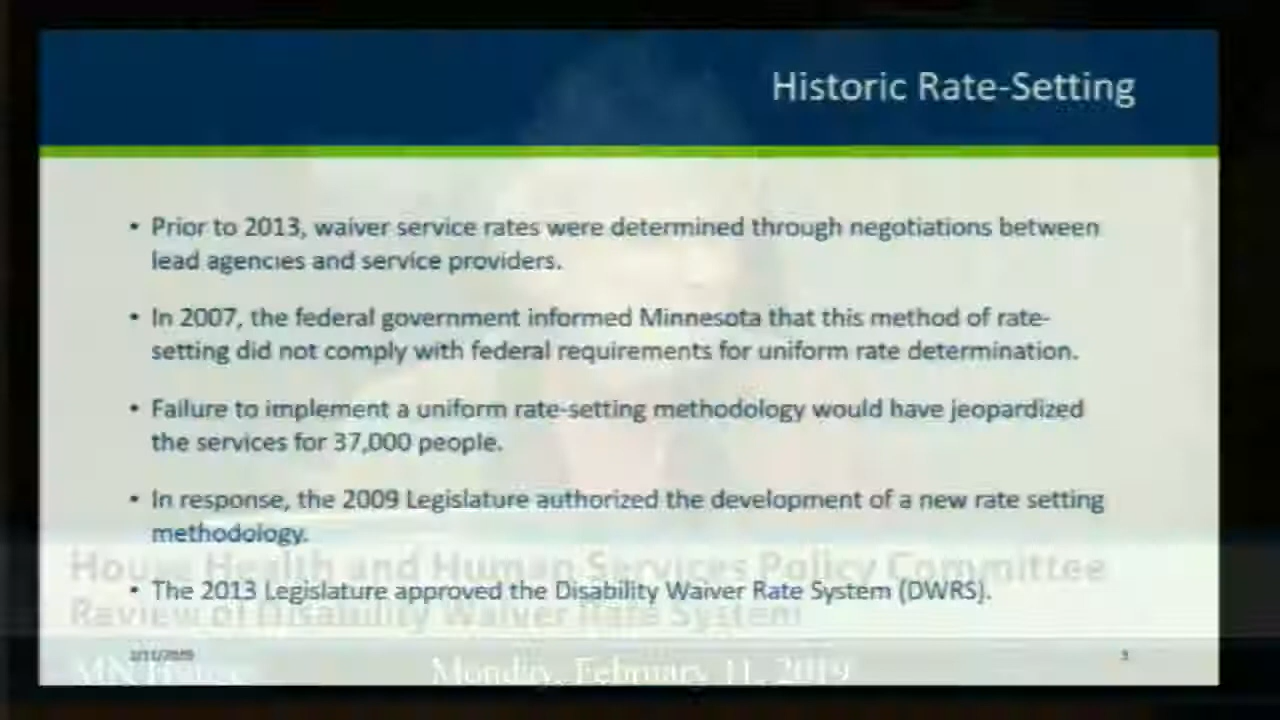 Historic Rate-Setting
• Prior to 2013, waiver service rates were determined through negotiations between
lead agencies and service providers.
• In 2007, the federal government informed Minnesota that this method of rate-
setting did not comply with federal requirements for uniform rate determination.
• Failure to implement a uniform rate-setting methodology would have jeopardized
the services for 37,000 people.
• In response, the 2009 Legislature authorized the development of a new rate setting
methodology.
House Health and Human Services Policy Committee
• The 2013 Legislature approved the Disability Waiver Rate System (DWRS).
Review of Disability Waiver Rate System
MN House
Monday, February 11, 2019